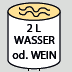 2 L
WASSER
od. WEIN